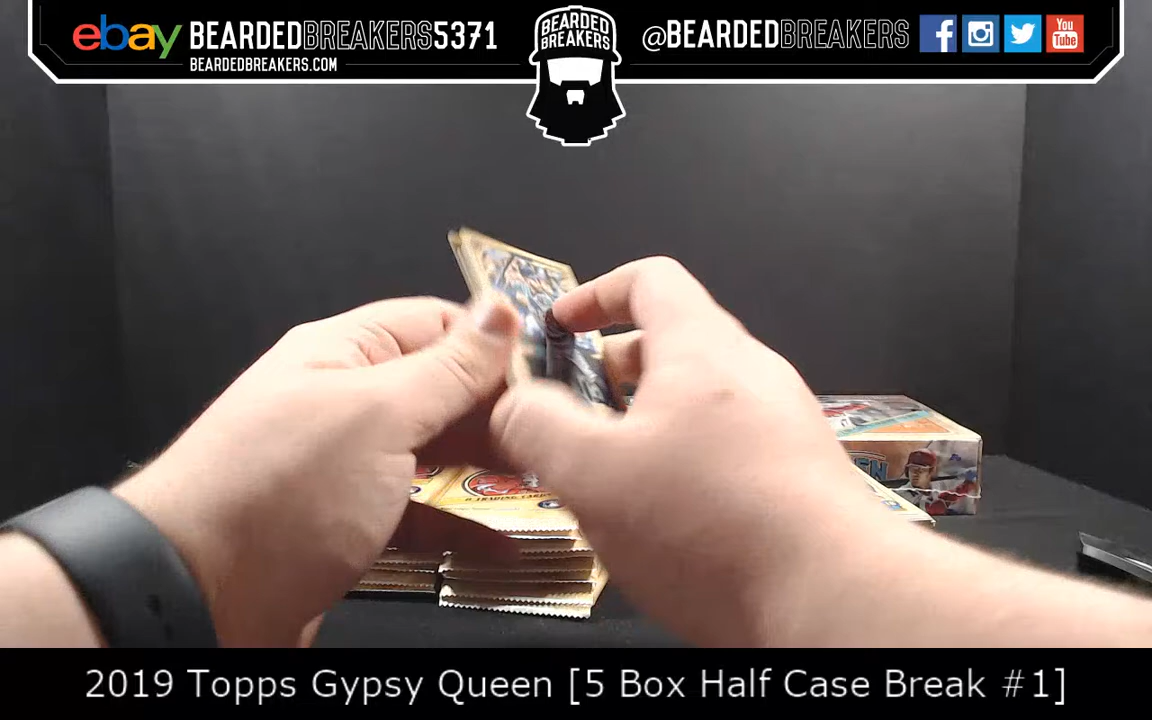 ebay BEARDEDBREAKERS5371
BEARDEDBREAKERS.COM
BEARDED
BREAKERS
@BEARDEDBREAKERS
You
Tube
2019 Topps Gypsy Queen [5 Box Half Case Break #1]